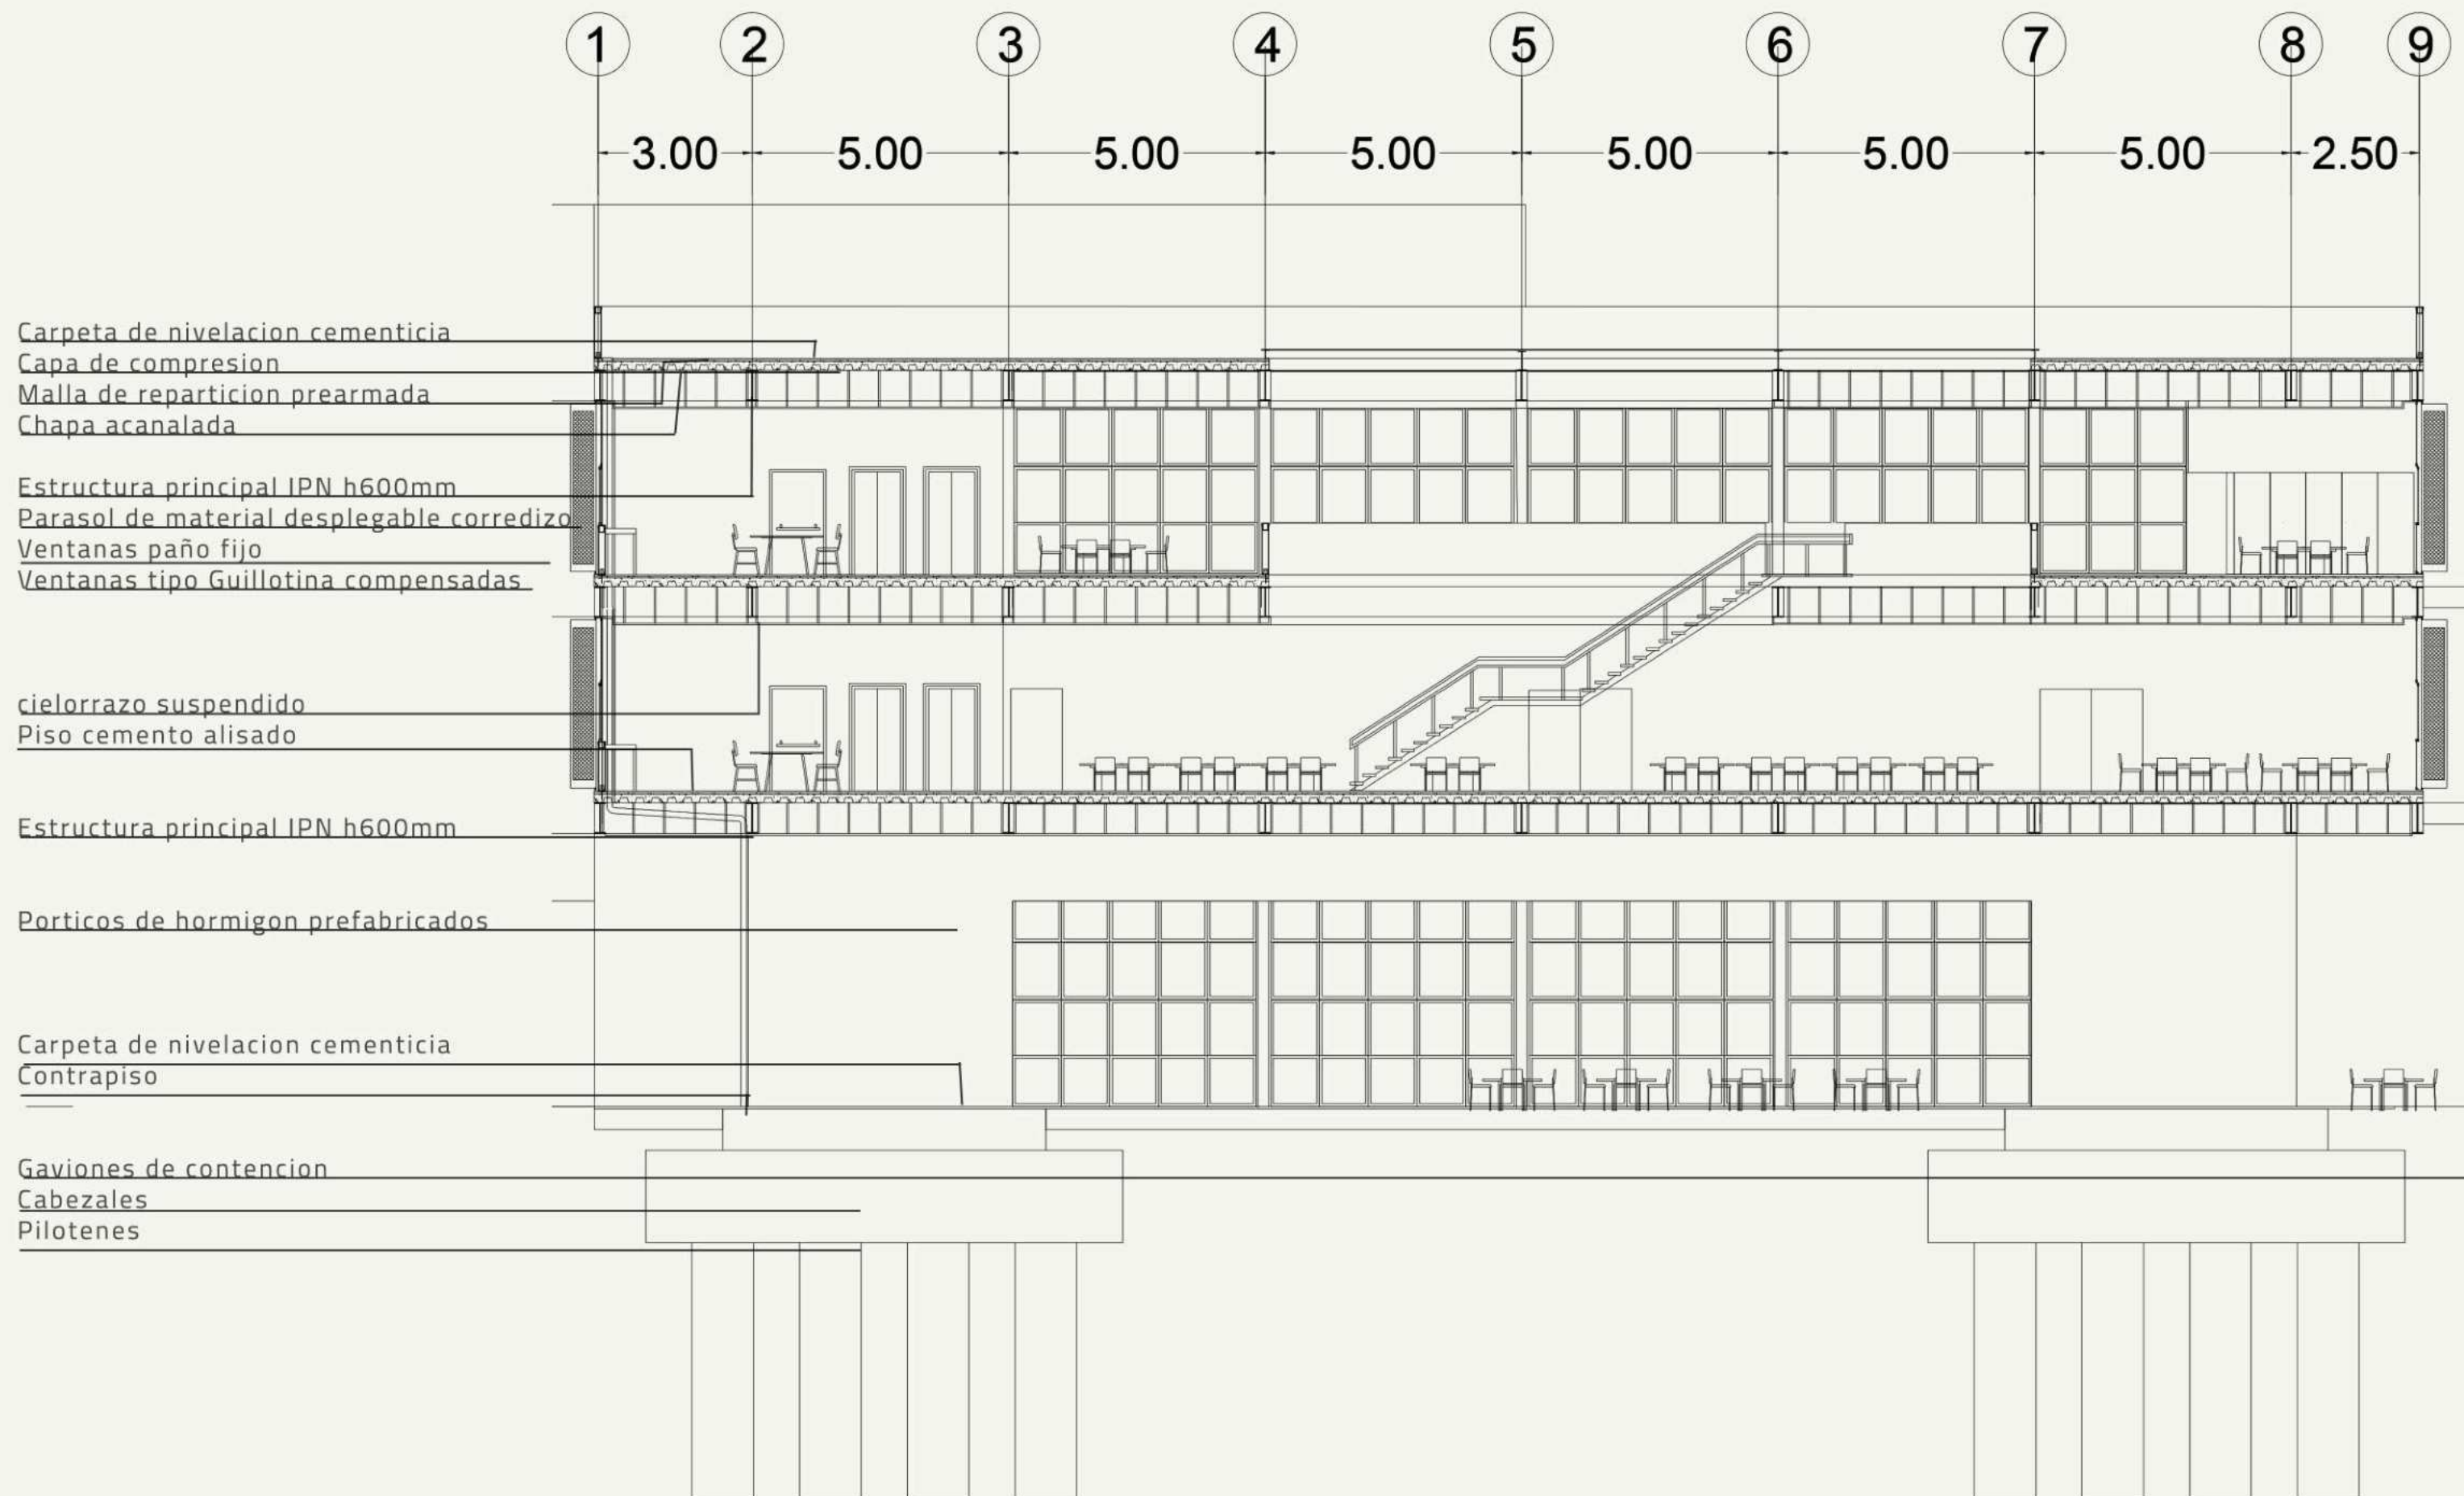 1 2 3 4 5 6 7 8 9
3.00 5.00 5.00 5.00 5.00 5.00 5.00 2.50
Carpeta de nivelacion cementicia
Capa de compresion
Malla de reparticion prearmada
Chapa acanalada
Estructura principal IPN h600mm
Parasol de material desplegable corredizo
Ventanas paño fijo
Ventanas tipo Guillotina compensadas
cielorrazo suspendido
Piso cemento alisado
Estructura principal IPN h600mm
Porticos de hormigon prefabricados
Carpeta de nivelacion cementicia
Contrapiso
Gaviones de contencion
Cabezales
Pilotenes